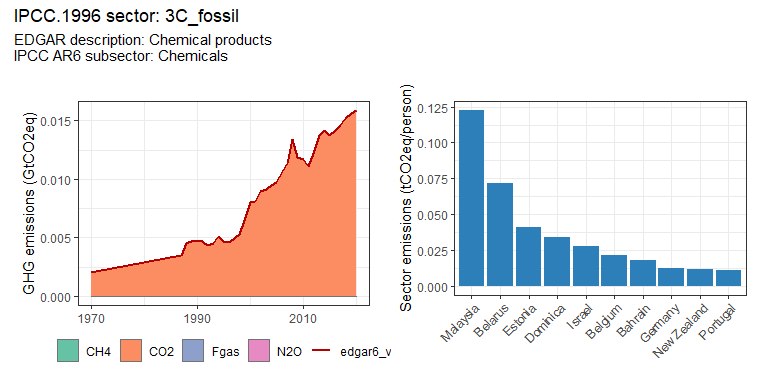 IPCC.1996 sector: 3C_fossil
EDGAR description: Chemical products
IPCC AR6 subsector: Chemicals
GHG emissions (GtCO2eq)
0.015
0.010
0.005
0.000
1970 1990 2010
CH4 CO2 Fgas N2O edgar6_v
Sector emissions (tCO2eq/person)
0.125
0.100
0.075
0.050
0.025
0.000
Malaysia Belarus Estonia Dominica Israel Belgium Bahrain Germany New Zealand Portugal